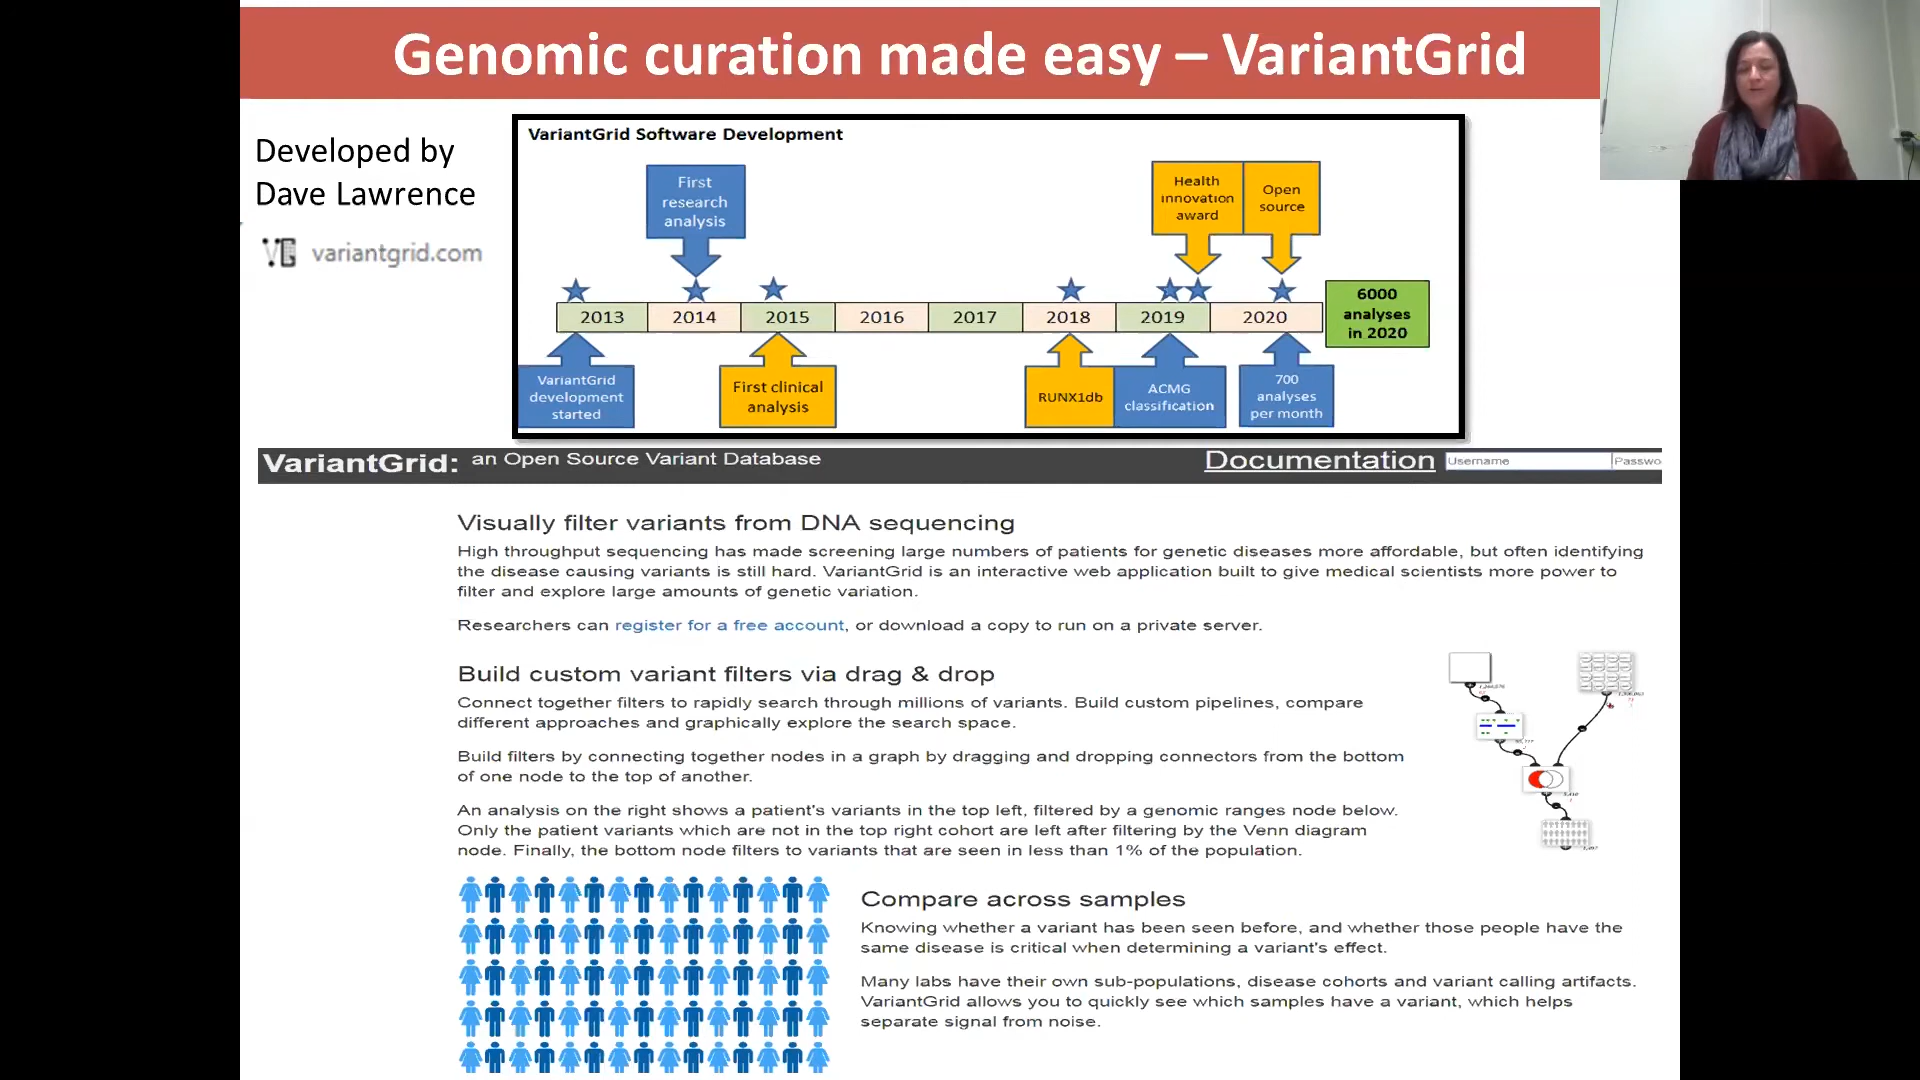 Genomic curation made easy – VariantGrid
Developed by
Dave Lawrence
variantgrid.com
VariantGrid Software Development
First
research
analysis
Health
innovation
award
Open
source
2013
2014
2015
2016
2017
2018
2019
2020
6000
analyses
in 2020
VariantGrid
development
started
First clinical
analysis
RUNX1db
ACMG
classification
700
analyses
per month
VariantGrid: an Open Source Variant Database
Documentation
Username
Passwo
Visually filter variants from DNA sequencing
High throughput sequencing has made screening large numbers of patients for genetic diseases more affordable, but often identifying
the disease causing variants is still hard. VariantGrid is an interactive web application built to give medical scientists more power to
filter and explore large amounts of genetic variation.
Researchers can register for a free account, or download a copy to run on a private server.
Build custom variant filters via drag & drop
Connect together filters to rapidly search through millions of variants. Build custom pipelines, compare
different approaches and graphically explore the search space.
Build filters by connecting together nodes in a graph by dragging and dropping connectors from the bottom
of one node to the top of another.
An analysis on the right shows a patient's variants in the top left, filtered by a genomic ranges node below.
Only the patient variants which are not in the top right cohort are left after filtering by the Venn diagram
node. Finally, the bottom node filters to variants that are seen in less than 1% of the population.
Compare across samples
Knowing whether a variant has been seen before, and whether those people have the
same disease is critical when determining a variant's effect.
Many labs have their own sub-populations, disease cohorts and variant calling artifacts.
VariantGrid allows you to quickly see which samples have a variant, which helps
separate signal from noise.